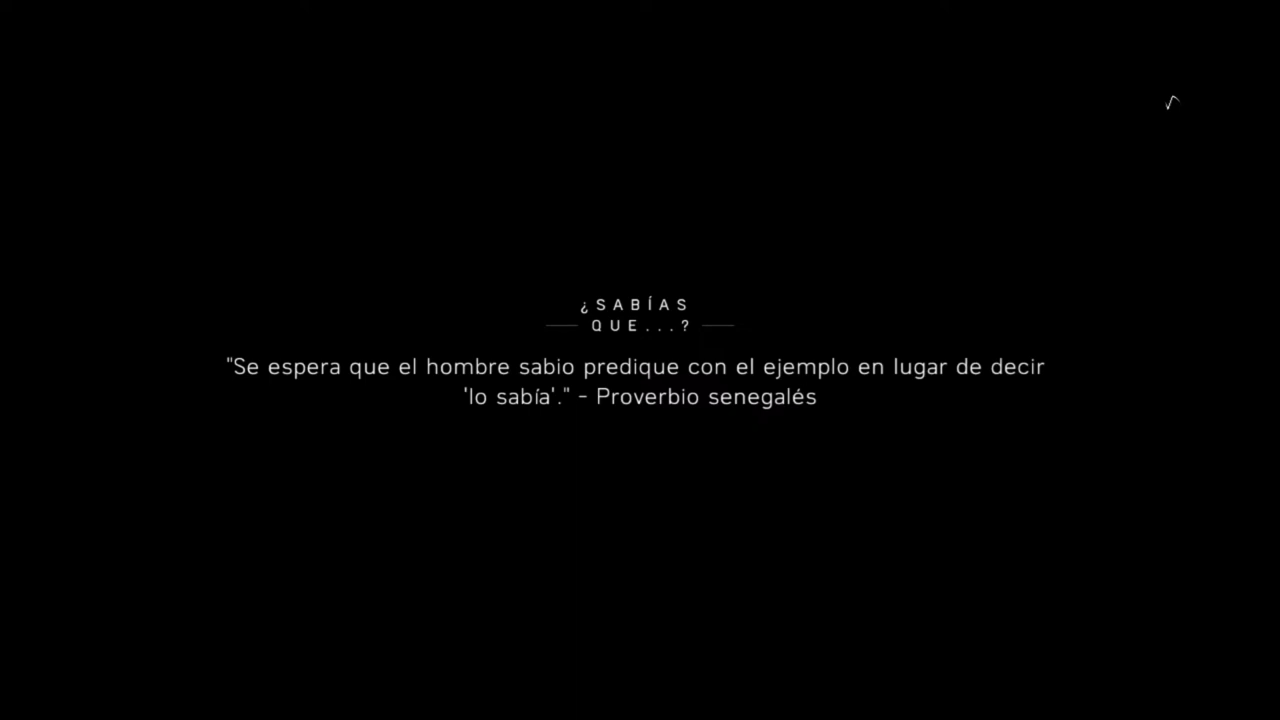 ¿SABÍAS
QUE...?
"Se espera que el hombre sabio predique con el ejemplo en lugar de decir
'lo sabía'." - Proverbio senegalés